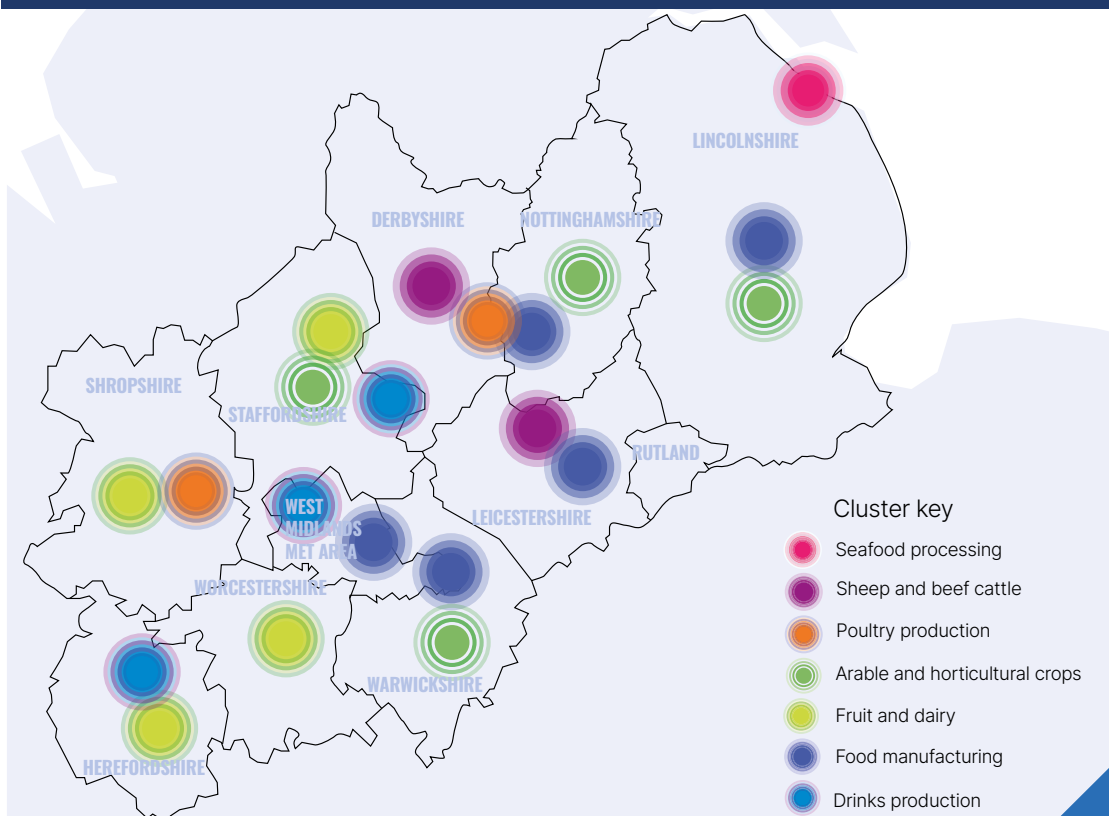 LINCOLNSHIRE
DERBYSHIRE
NOTTINGHAMSHIRE
SHROPSHIRE
STAFFORDSHIRE
RUTLAND
WEST
MIDLANDS
MET AREA
LEICESTERSHIRE
WORCESTERSHIRE
WARWICKSHIRE
HEREFORDSHIRE
Cluster key
Seafood processing
Sheep and beef cattle
Poultry production
Arable and horticultural crops
Fruit and dairy
Food manufacturing
Drinks production